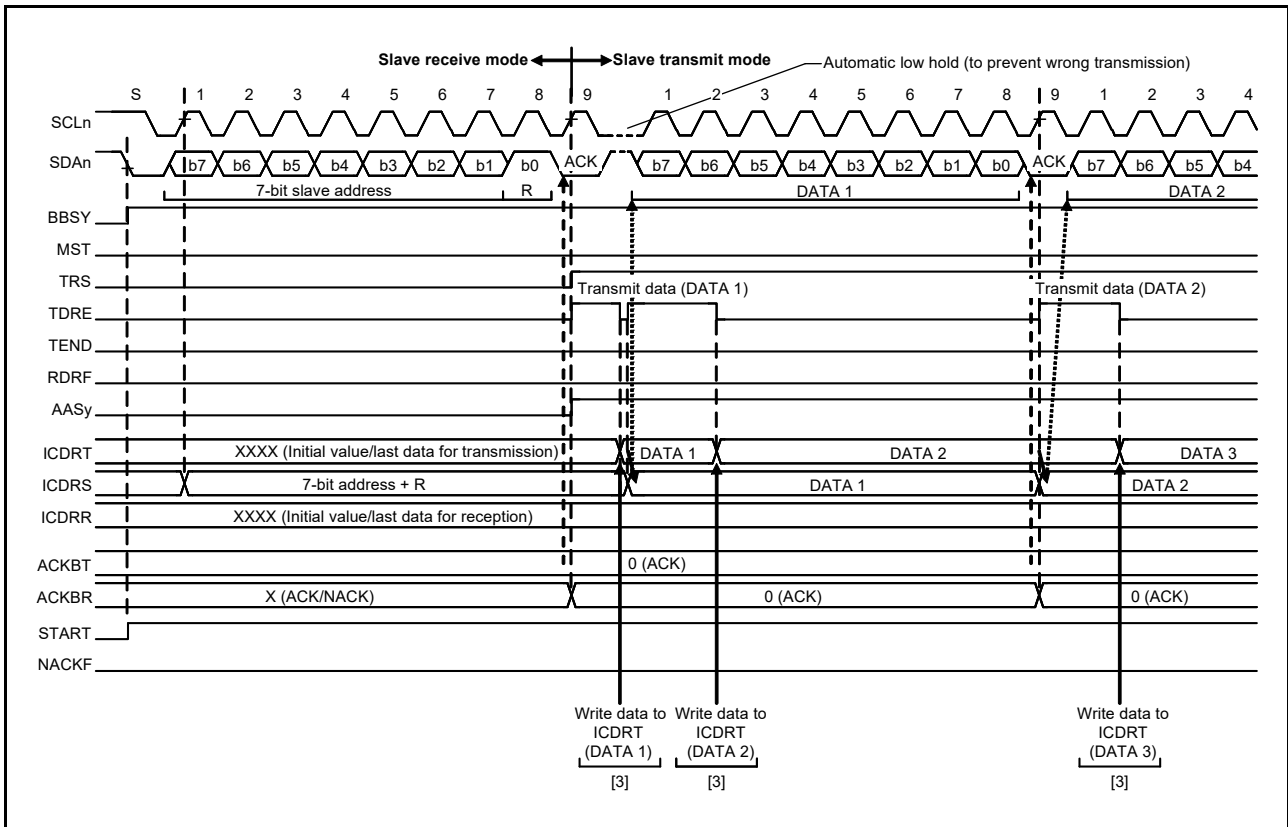 Slave receive mode Slave transmit mode
Automatic low hold (to prevent wrong transmission)
S 1 2 3 4 5 6 7 8 9 1 2 3 4 5 6 7 8 9 1 2 3 4
SCLn
SDAn b7 b6 b5 b4 b3 b2 b1 b0 ACK b7 b6 b5 b4 b3 b2 b1 b0 ACK b7 b6 b5 b4
7-bit slave address R DATA 1 DATA 2
BBSY
MST
TRS
Transmit data (DATA 1) Transmit data (DATA 2)
TDRE
TEND
RDRF
AASy
ICDRT XXXX (Initial value/last data for transmission) DATA 1 DATA 2 DATA 3
ICDRS 7-bit address + R DATA 1 DATA 2
ICDRR XXXX (Initial value/last data for reception)
ACKBT 0 (ACK)
ACKBR X (ACK/NACK) 0 (ACK) 0 (ACK)
START
NACKF
Write data to Write data to Write data to
ICDRT ICDRT ICDRT
(DATA 1) (DATA 2) (DATA 3)
[3] [3] [3]